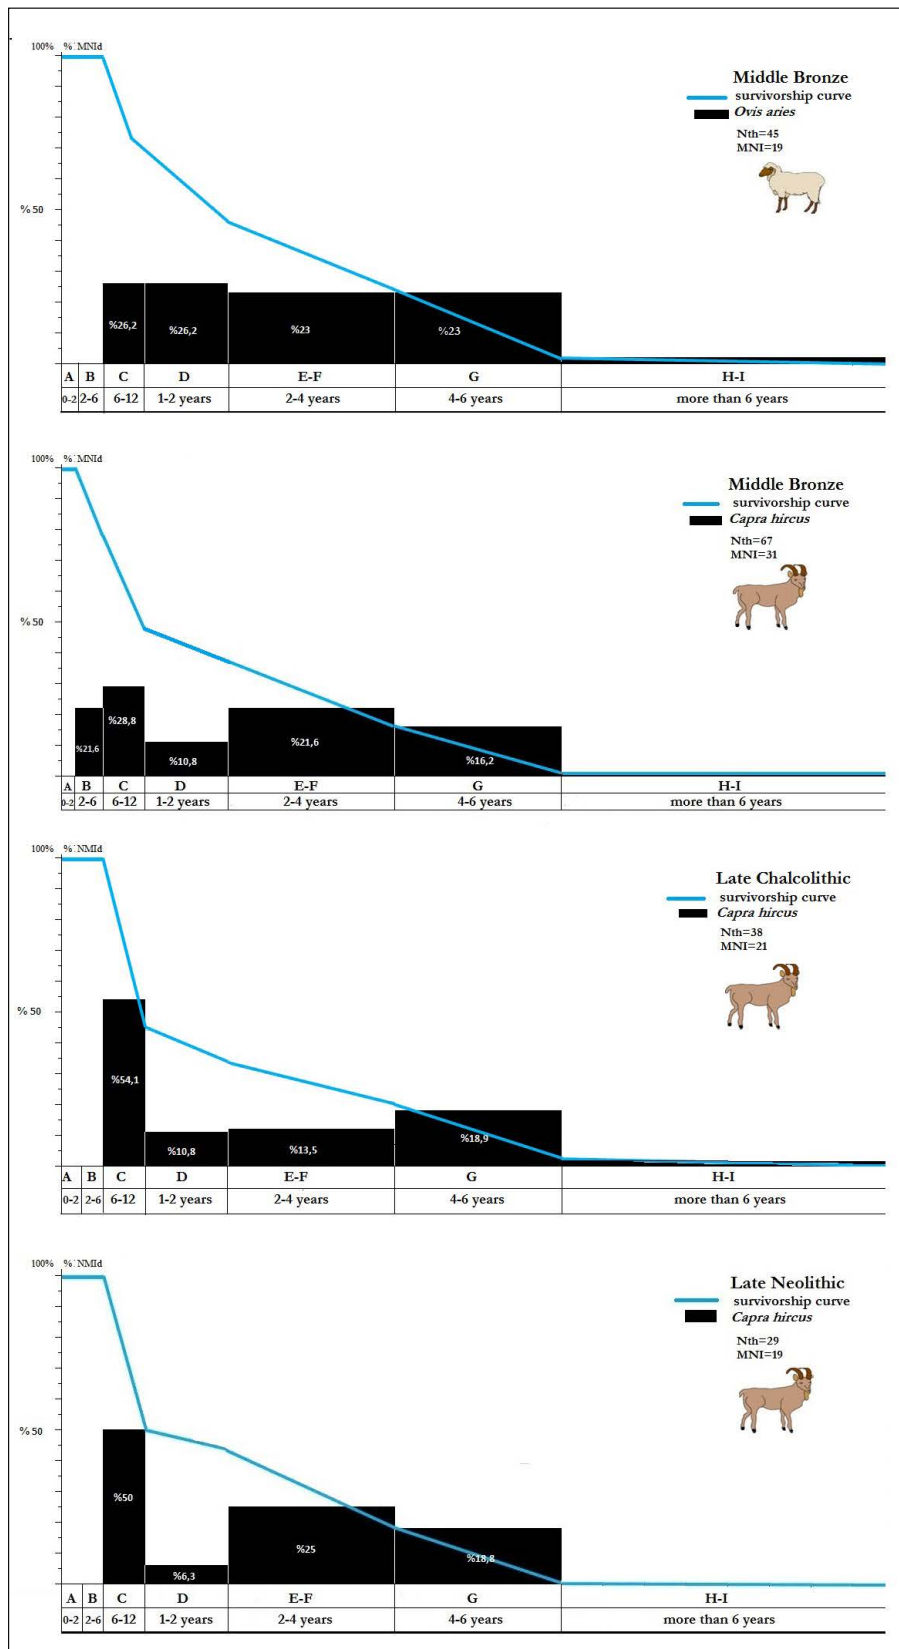 100% %'MNId
Middle Bronze
survivorship curve
Ovis aries
Nth=45
MNI=19
%50
%26,2 %26,2 %23 %23
A B C D E-F G H-I
0-2 2-6 6-12 1-2 years 2-4 years 4-6 years more than 6 years
100% %'MNId
Middle Bronze
survivorship curve
Capra hircus
Nth=67
MNI=31
%50
%21,6 %28,8 %10,8 %21,6 %16,2
A B C D E-F G H-I
0-2 2-6 6-12 1-2 years 2-4 years 4-6 years more than 6 years
100% %'NMId
Late Chalcolithic
survivorship curve
Capra hircus
Nth=38
MNI=21
% 50
%54,1 %10,8 %13,5 %18,9
A B C D E-F G H-I
0-2 2-6 6-12 1-2 years 2-4 years 4-6 years more than 6 years
100% %'NMId
Late Neolithic
survivorship curve
Capra hircus
Nth=29
MNI=19
%50
%50 %6,3 %25 %18,8
A B C D E-F G H-I
0-2 2-6 6-12 1-2 years 2-4 years 4-6 years more than 6 years